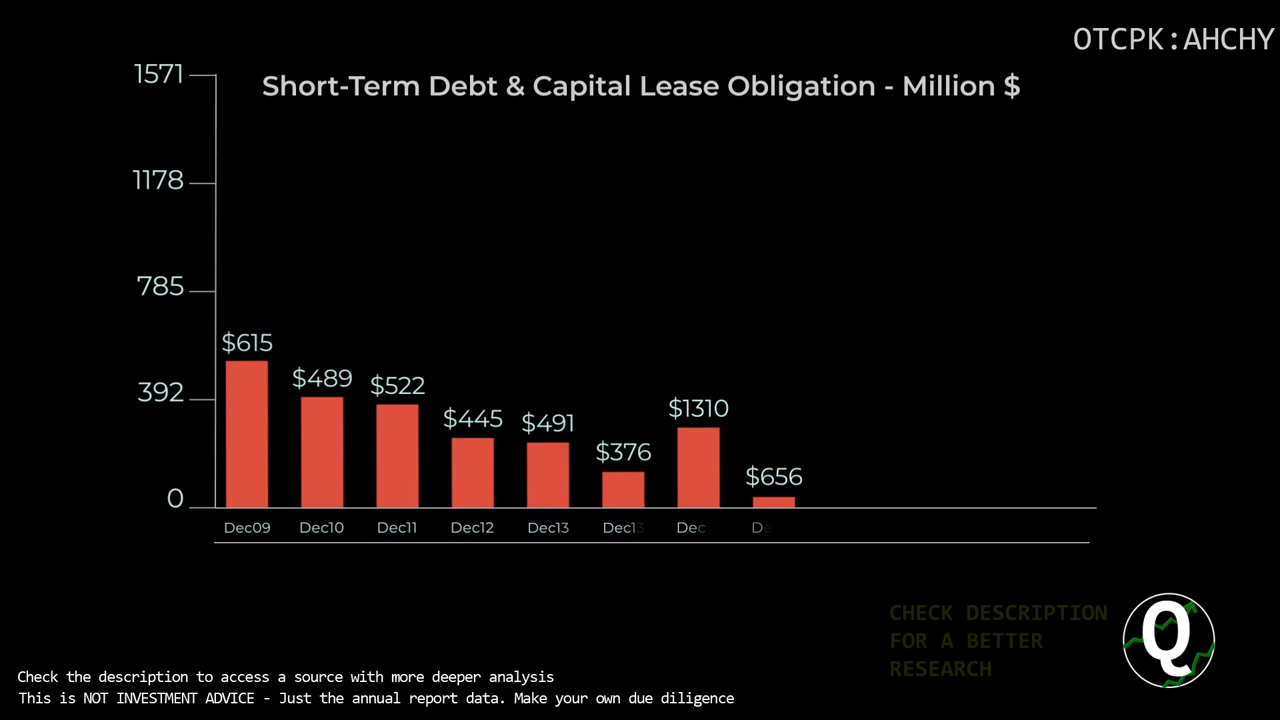 OTCPK:AHCHY
Short-Term Debt & Capital Lease Obligation - Million $
1571
1178
785
392
0
$615
$489
$522
$445
$491
$376
$1310
$656
Dec09 Dec10 Dec11 Dec12 Dec13 Dec13 Dec De
CHECK DESCRIPTION
FOR A BETTER
RESEARCH
Q
Check the description to access a source with more deeper analysis
This is NOT INVESTMENT ADVICE - Just the annual report data. Make your own due diligence